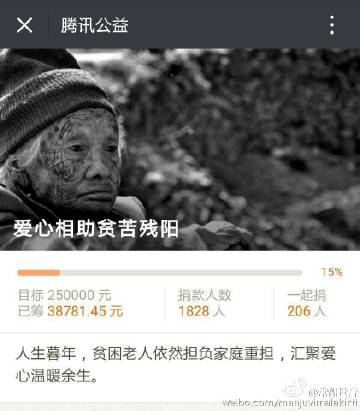 腾讯公益
爱心相助贫苦残阳
15%
目标 250000 元
已筹 38781.45 元
捐款人数
1828 人
一起捐
206 人
人生暮年，贫困老人依然担负家庭重担，汇聚爱
心温暖余生。
weibo.com/manjuvimalakirti